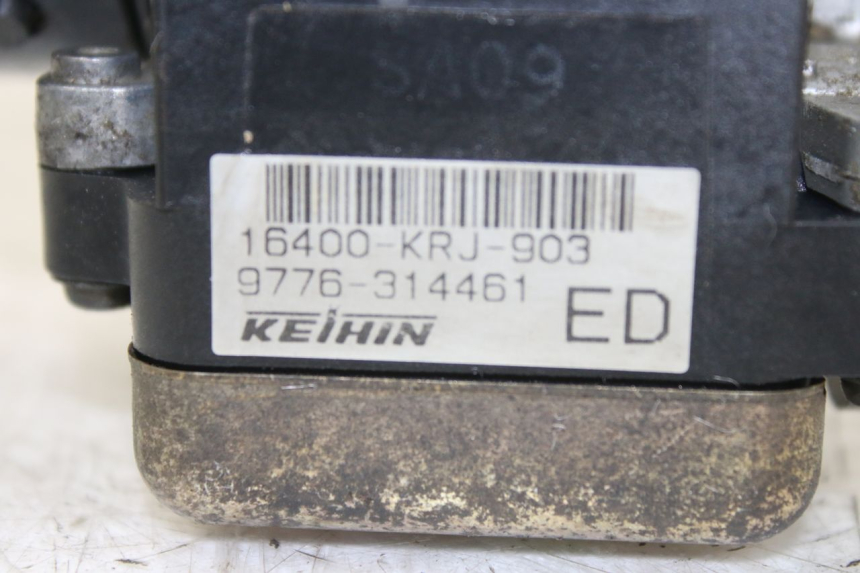 SA09
16400-KRJ-903
9776-314461
KEIHIN
ED